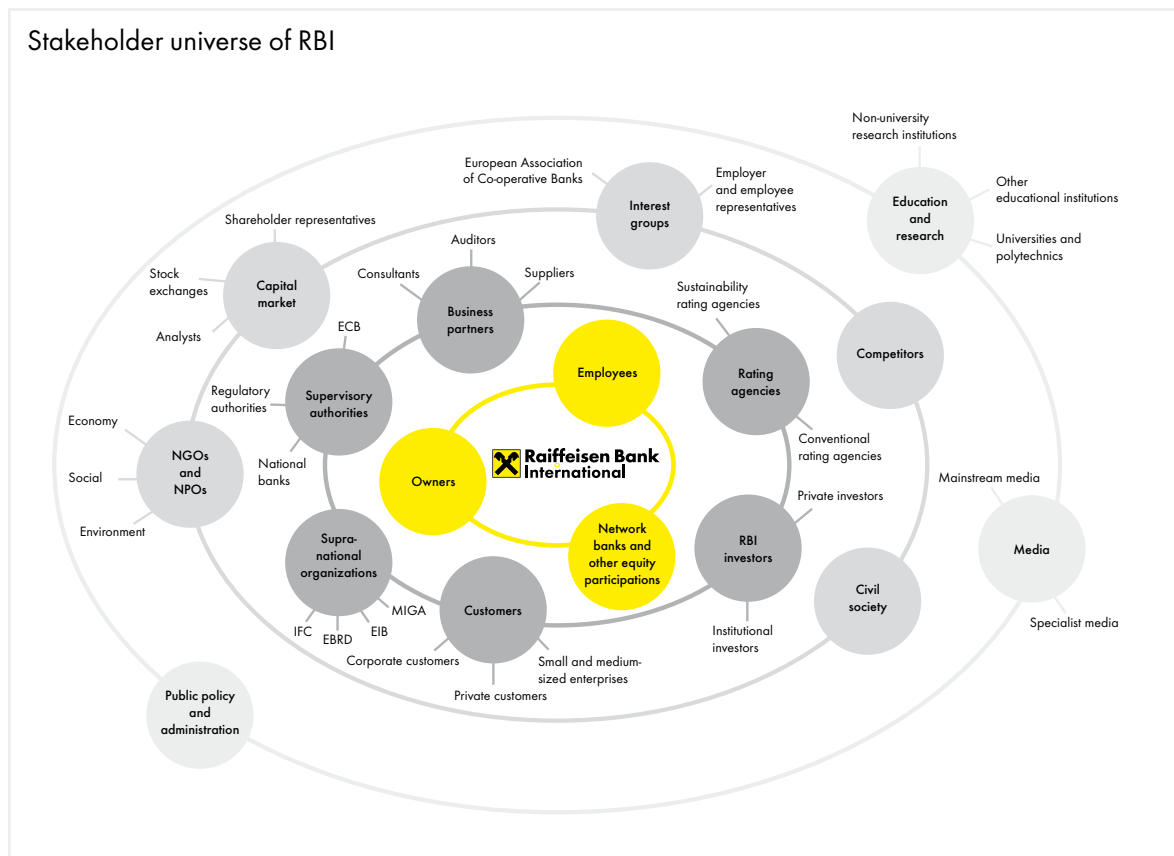 Stakeholder universe of RBI
Non-university
research institutions
Other
educational institutions
Education
and
research
Universities and
polytechnics
European Association
of Co-operative Banks
Employer
and employee
representatives
Interest
groups
Shareholder representatives
Stock
exchanges
Capital
market
Analysts
Auditors
Consultants
Suppliers
Business
partners
Sustainability
rating agencies
Rating
agencies
Conventional
rating agencies
Competitors
ECB
Regulatory
authorities
Supervisory
authorities
National
banks
Employees
Owners
Raiffeisen Bank
International
Network
banks and
other equity
participations
Economy
Social
Environment
NGOs
and
NPOs
Private investors
RBI
investors
Institutional
investors
Mainstream media
Media
Specialist media
Supra-
national
organizations
IFC
EBRD
EIB
MIGA
Customers
Corporate customers
Private customers
Small and medium-
sized enterprises
Civil
society
Public policy
and
administration